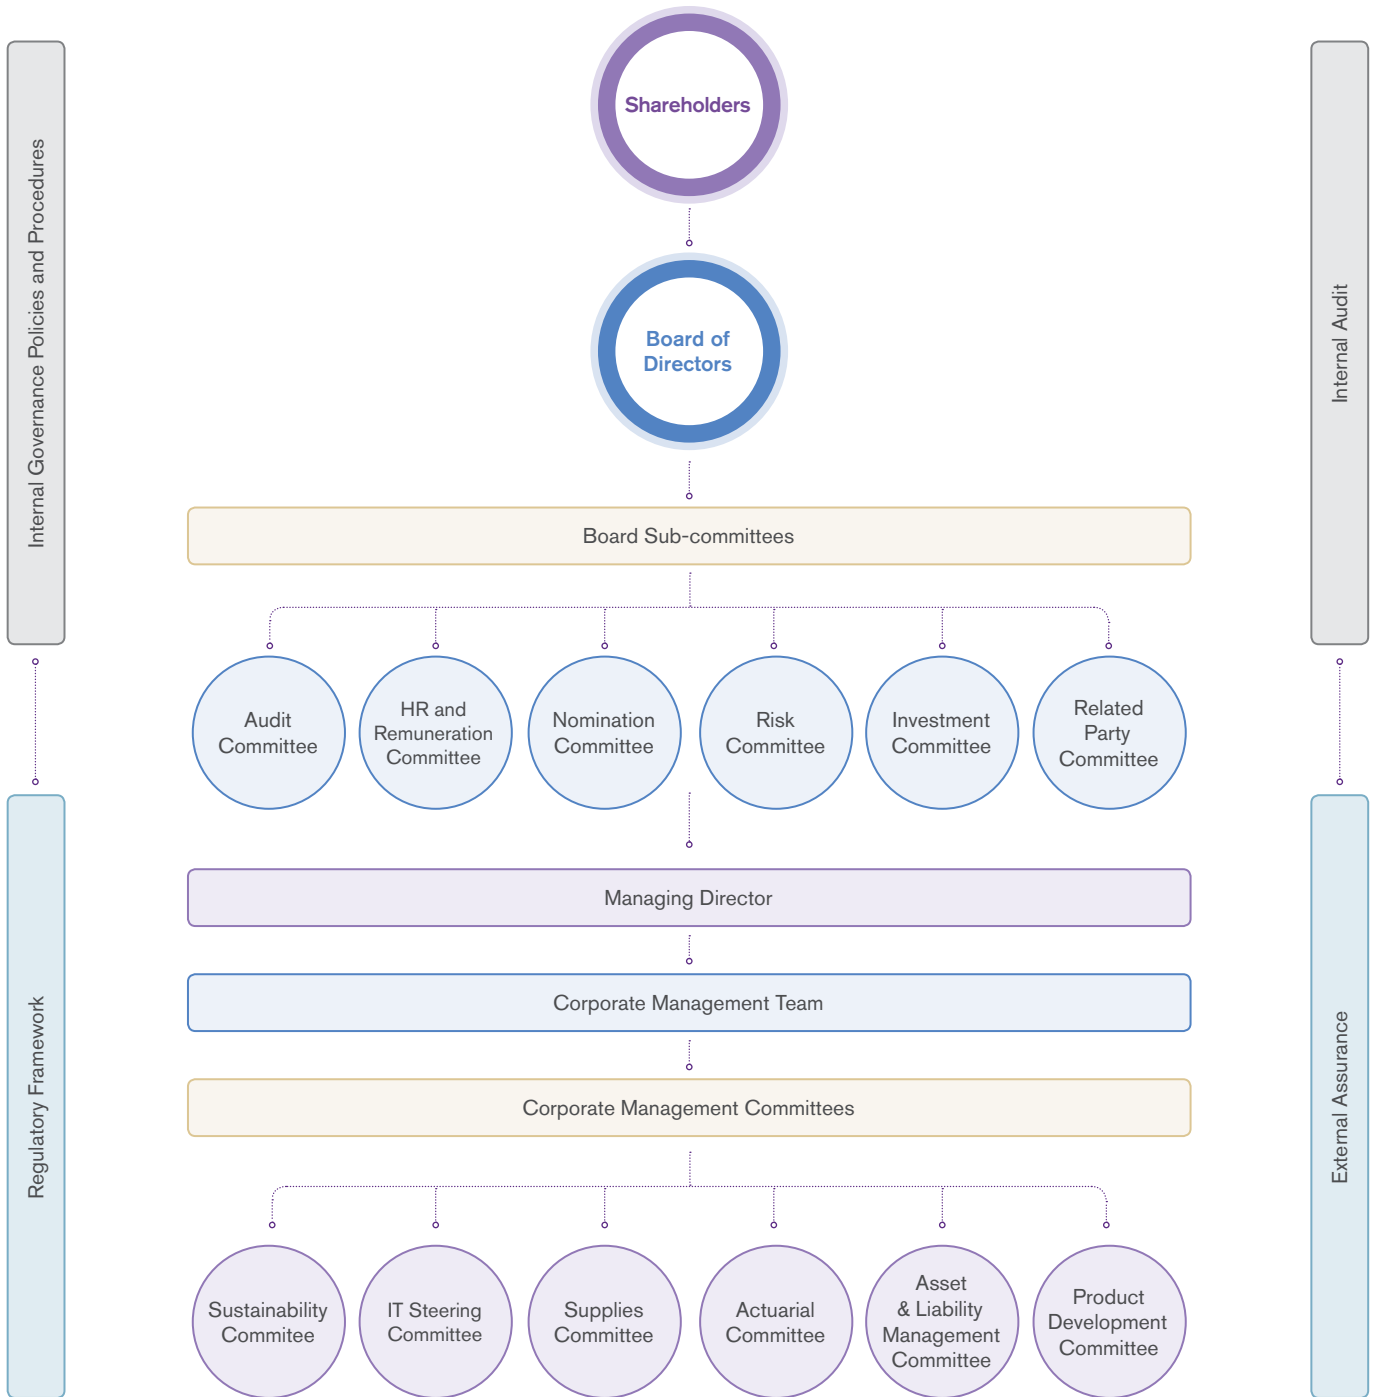 Shareholders
Board of
Directors
Internal Governance Policies and Procedures
Internal Audit
Board Sub-committees
Audit
Committee
HR and
Remuneration
Committee
Nomination
Committee
Risk
Committee
Investment
Committee
Related
Party
Committee
Managing Director
Corporate Management Team
Corporate Management Committees
Regulatory Framework
External Assurance
Sustainability
Commitee
IT Steering
Committee
Supplies
Committee
Actuarial
Committee
Asset
& Liability
Management
Committee
Product
Development
Committee